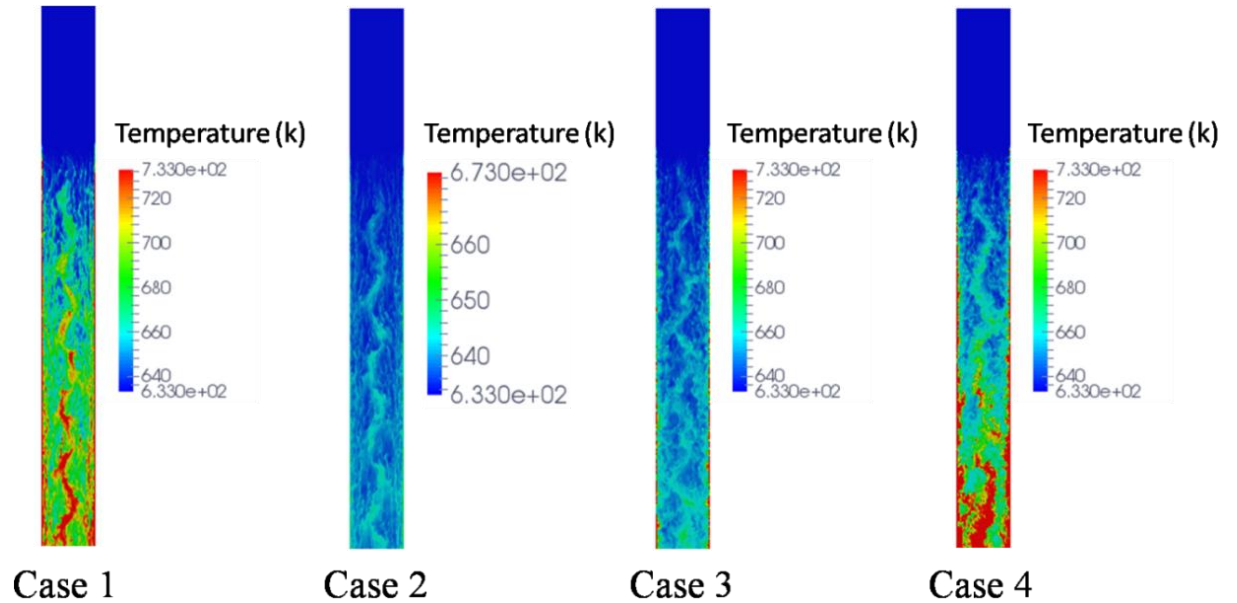 Temperature (k)
7.330e+02
720
700
680
660
640
6.330e+02
Case 1
Temperature (k)
6.730e+02
660
650
640
6.330e+02
Case 2
Temperature (k)
7.330e+02
720
700
680
660
640
6.330e+02
Case 3
Temperature (k)
7.330e+02
720
700
680
660
640
6.330e+02
Case 4